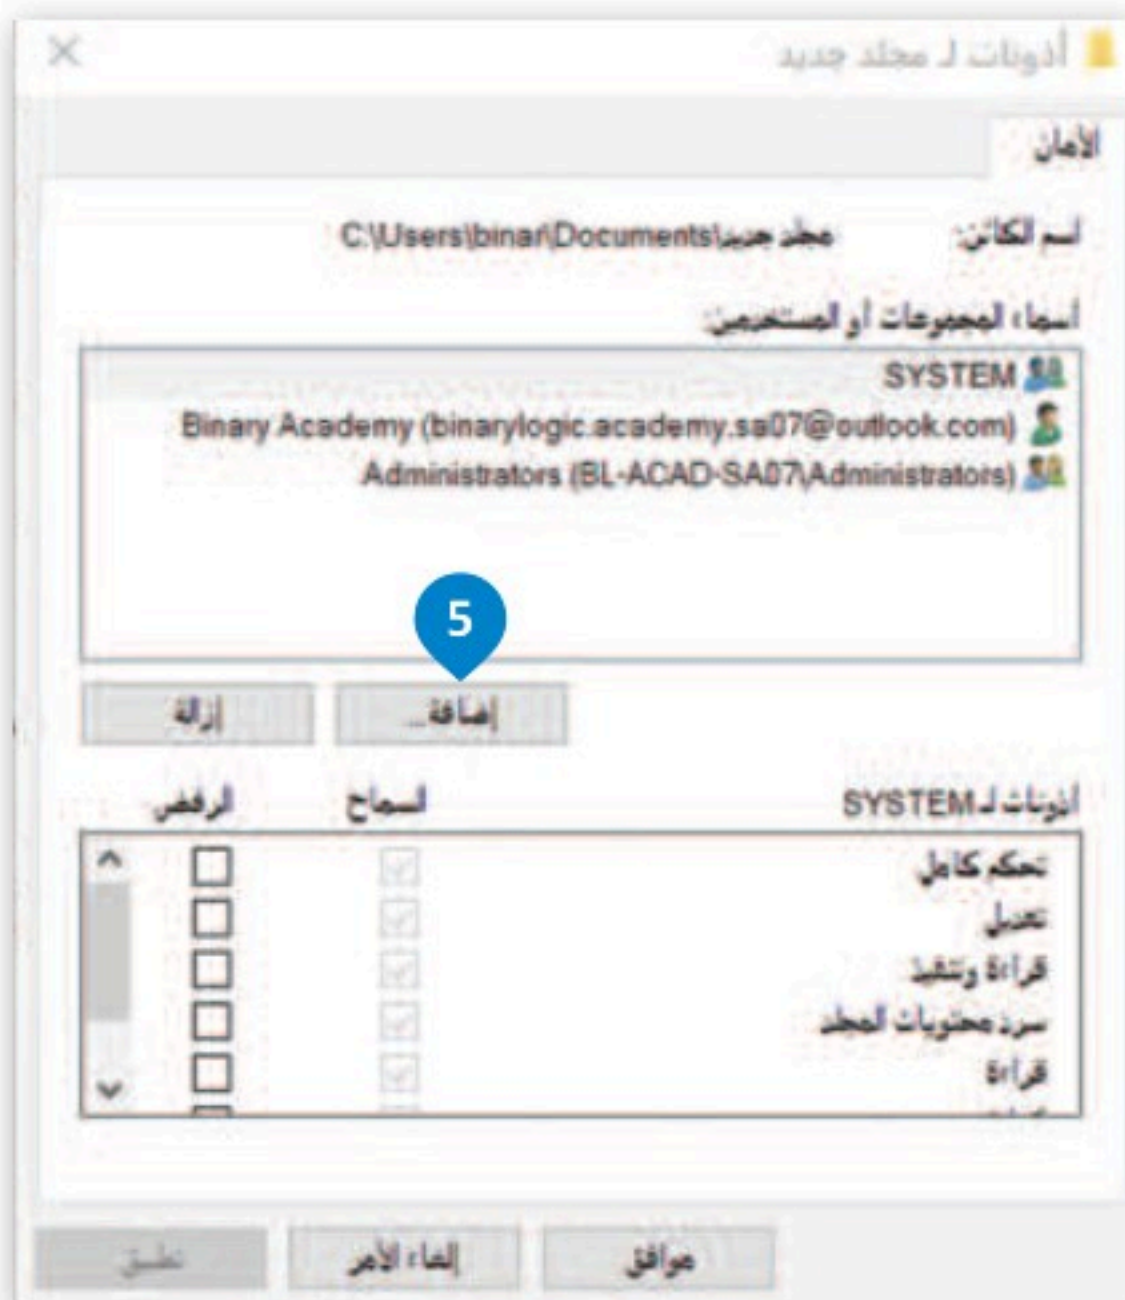 أذونات لـ مجلد جديد
الأمان
اسم الكائن: C:\Users\binar\Documents\مجلد جديد
أسماء المجموعات أو المستخدمين:
SYSTEM
Binary Academy (binarylogic.academy.sa07@outlook.com)
Administrators (BL-ACAD-SA07\Administrators)
5
إضافة... إزالة
أذونات لـ SYSTEM السماح الرفض
تحكم كامل
تعديل
قراءة وتنفيذ
سرد محتويات المجلد
قراءة
موافق إلغاء الأمر تطبيق